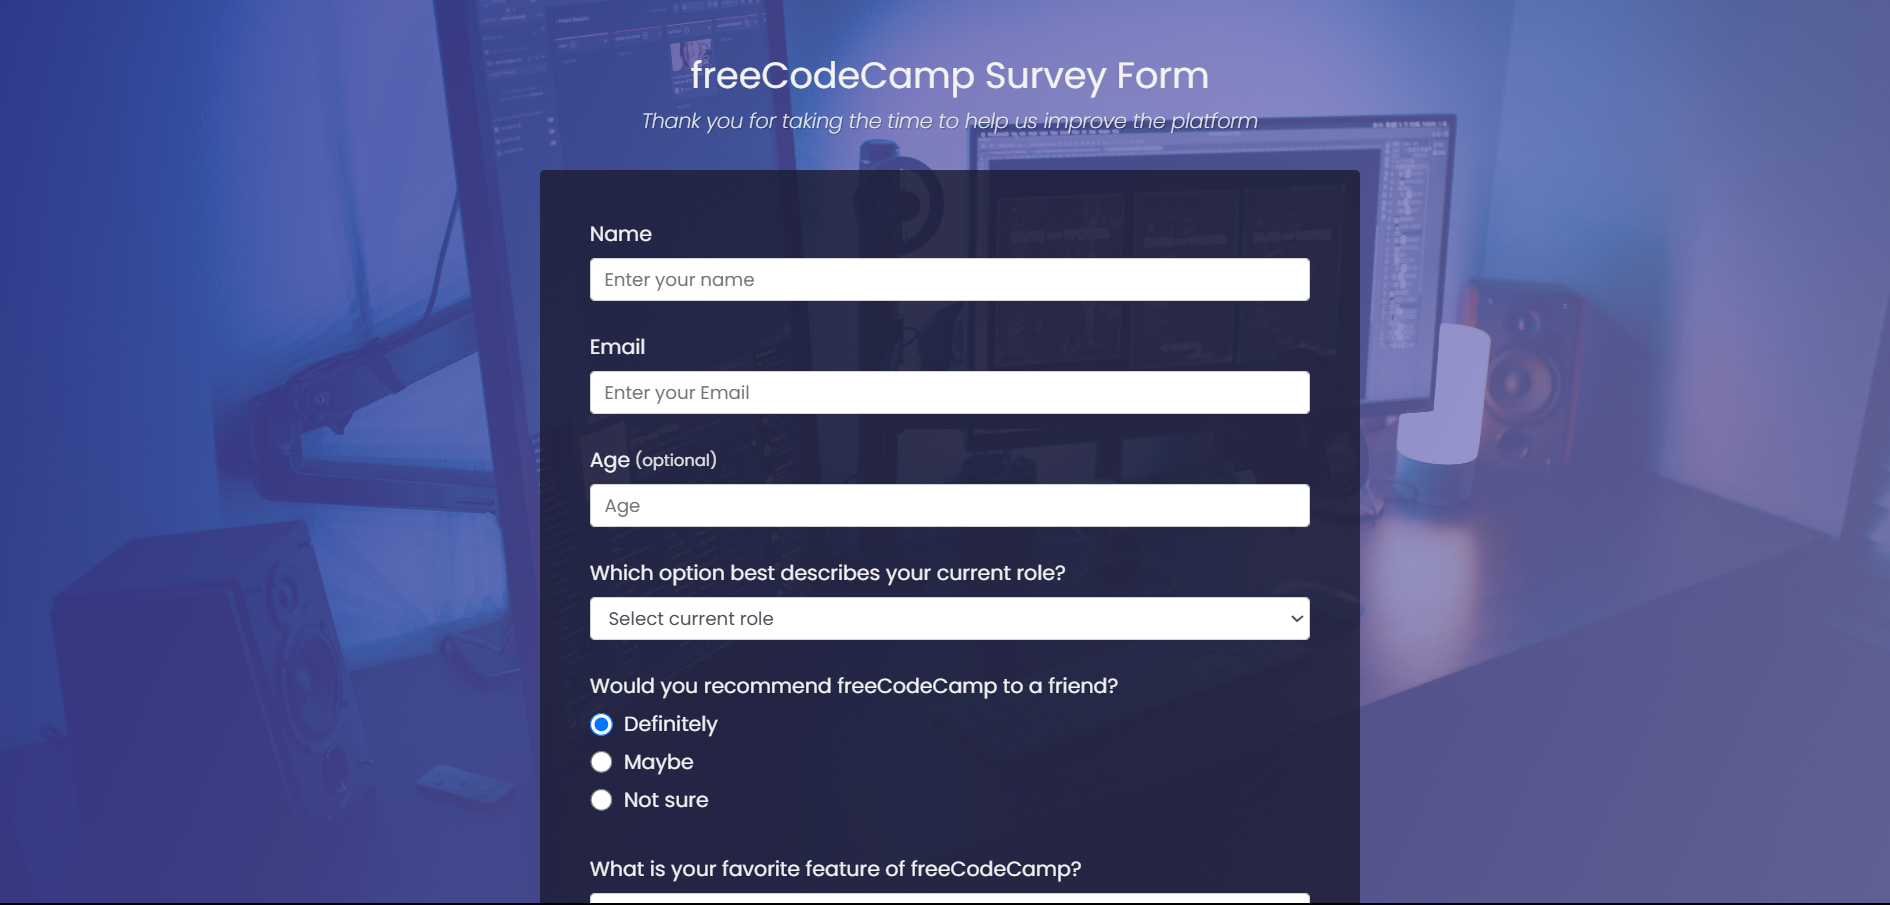 freeCodeCamp Survey Form
Thank you for taking the time to help us improve the platform
Name
Enter your name
Email
Enter your Email
Age (optional)
Age
Which option best describes your current role?
Select current role
Would you recommend freeCodeCamp to a friend?
Definitely
Maybe
Not sure
What is your favorite feature of freeCodeCamp?